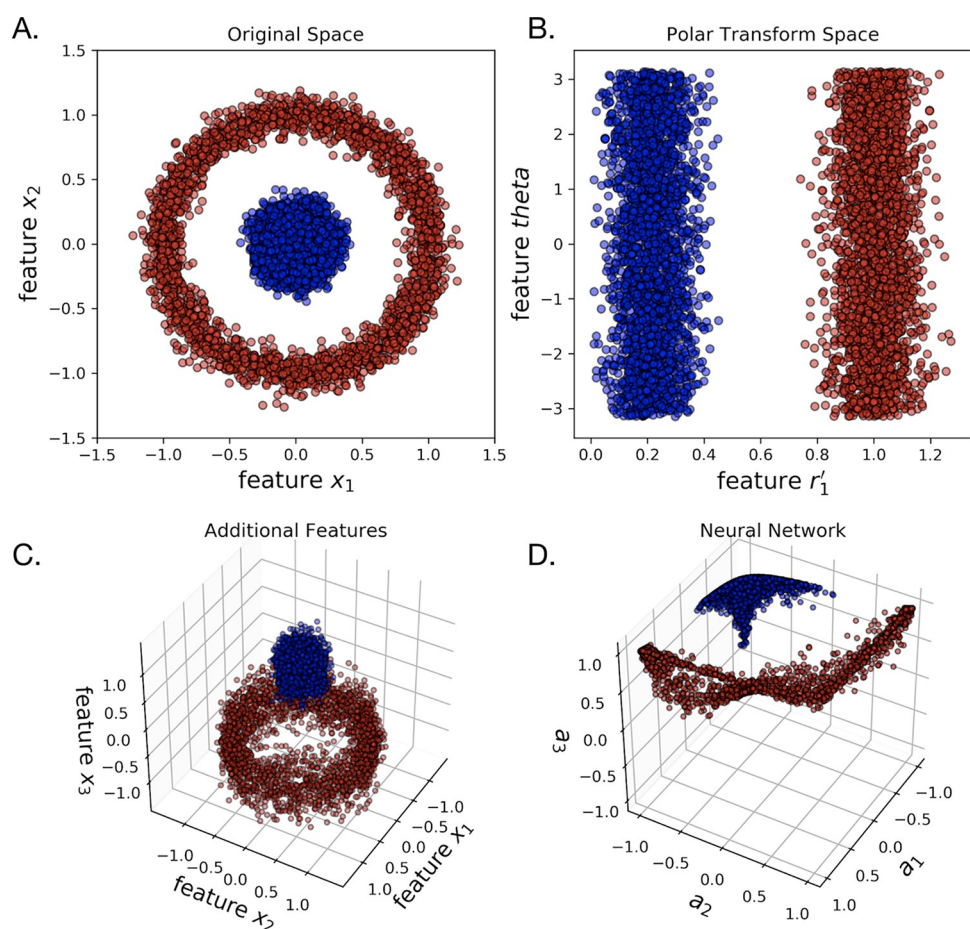 A.
Original Space
1.5
1.0
0.5
0.0
−0.5
−1.0
−1.5
−1.5 −1.0 −0.5 0.0 0.5 1.0 1.5
feature x₂
feature x₁
B.
Polar Transform Space
3
2
1
0
−1
−2
−3
0.0 0.2 0.4 0.6 0.8 1.0 1.2
feature theta
feature r′₁
C.
Additional Features
1.0
0.5
0.0
−0.5
−1.0
feature x₃
−1.0
−0.5
0.0
0.5
1.0
feature x₂
−1.0
−0.5
0.0
0.5
1.0
feature x₁
D.
Neural Network
1.0
0.5
0.0
−0.5
−1.0
a₃
−1.0
−0.5
0.0
0.5
1.0
a₂
−1.0
−0.5
0.0
0.5
1.0
a₁